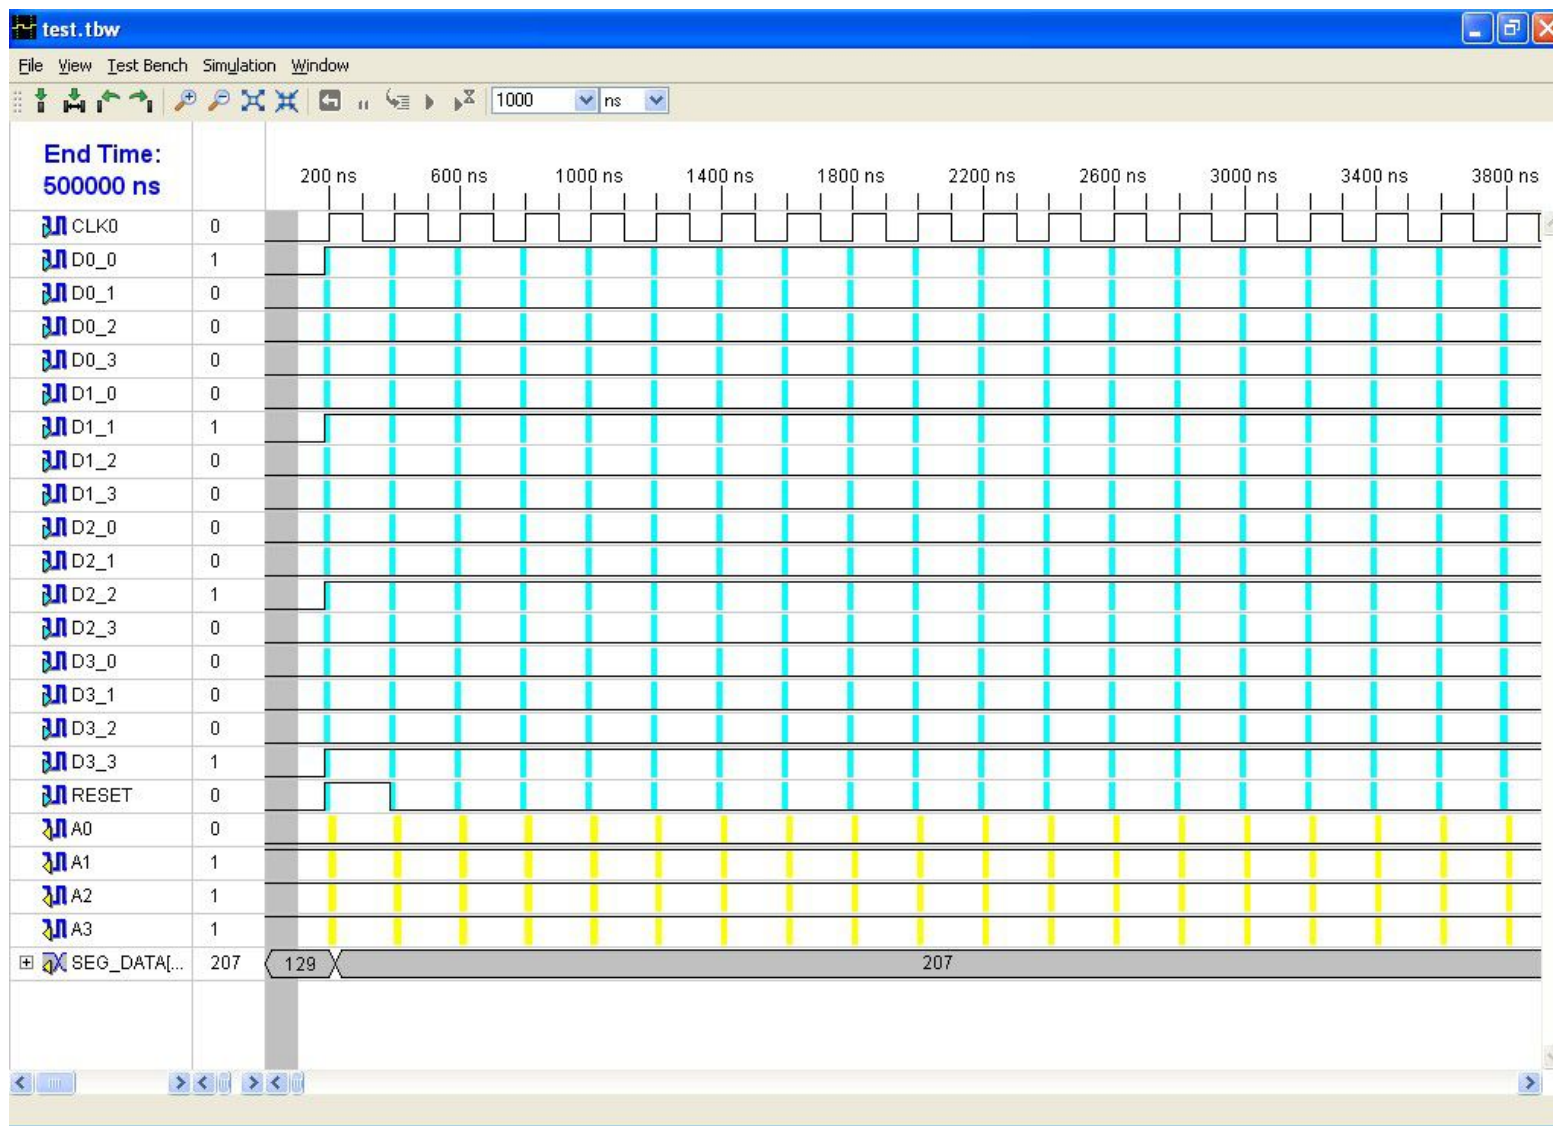 test.tbw
File View Test Bench Simulation Window
1000 ns
End Time:
500000 ns
200 ns 600 ns 1000 ns 1400 ns 1800 ns 2200 ns 2600 ns 3000 ns 3400 ns 3800 ns
CLK0 0
D0_0 1
D0_1 0
D0_2 0
D0_3 0
D1_0 0
D1_1 1
D1_2 0
D1_3 0
D2_0 0
D2_1 0
D2_2 1
D2_3 0
D3_0 0
D3_1 0
D3_2 0
D3_3 1
RESET 0
A0 0
A1 1
A2 1
A3 1
SEG_DATA[... 207 129 207